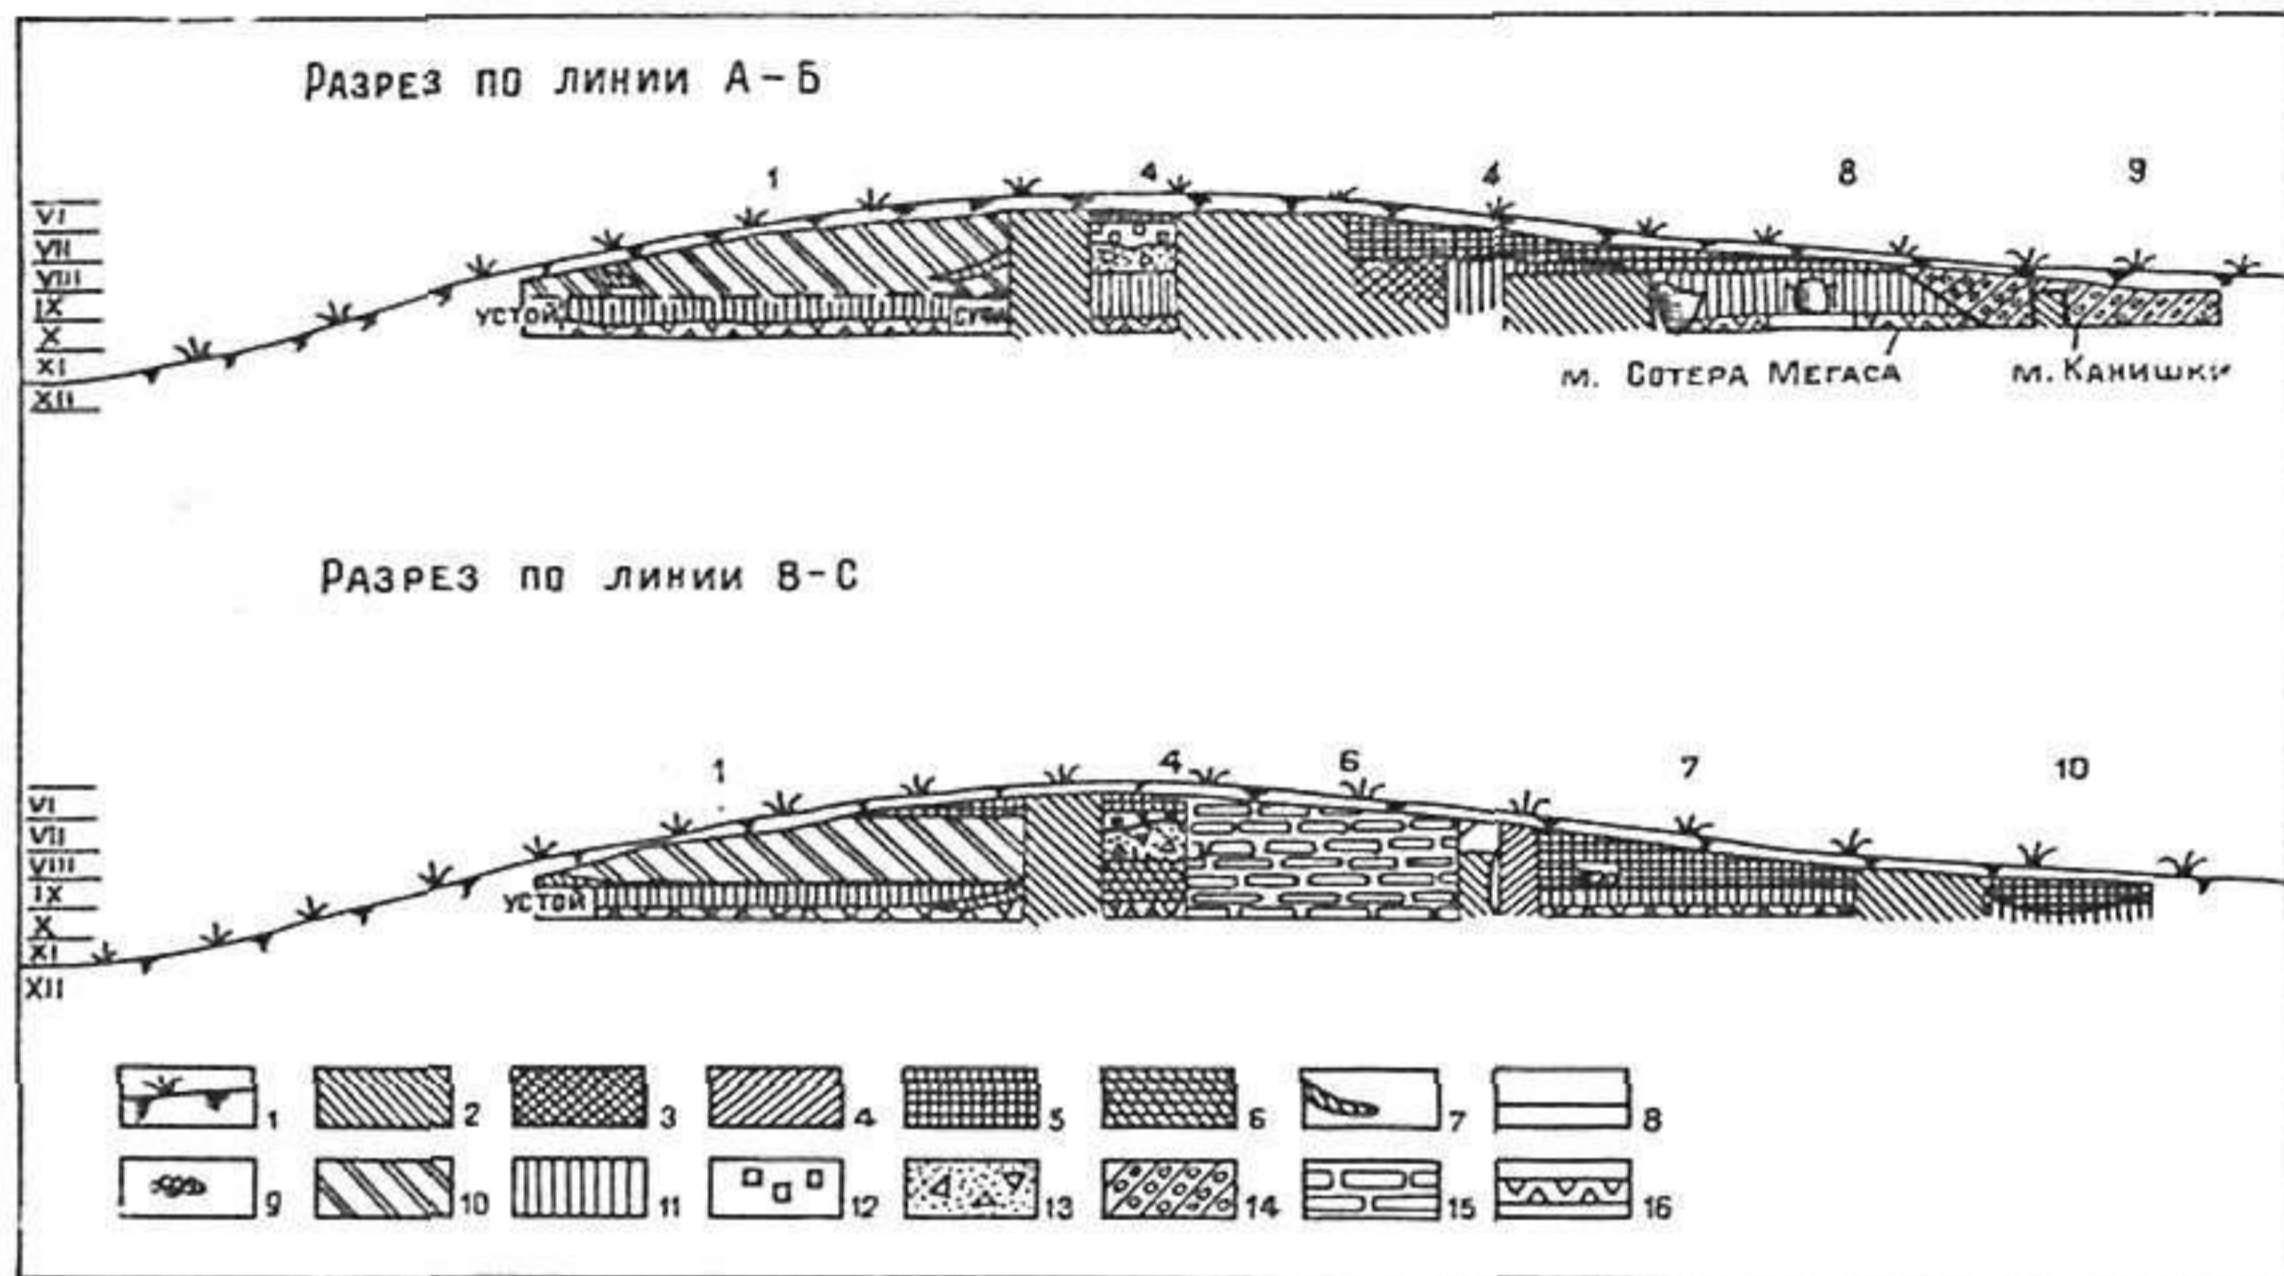 Разрез по линии А-Б
1 4 4 8 9
VI
VII
VIII
IX
X
XI
XII
устой
суфа
м. Сотера Мегаса
м. Канишки
Разрез по линии В-С
1 4 6 7 10
VI
VII
VIII
IX
X
XI
XII
устой
1 2 3 4 5 6 7 8
9 10 11 12 13 14 15 16